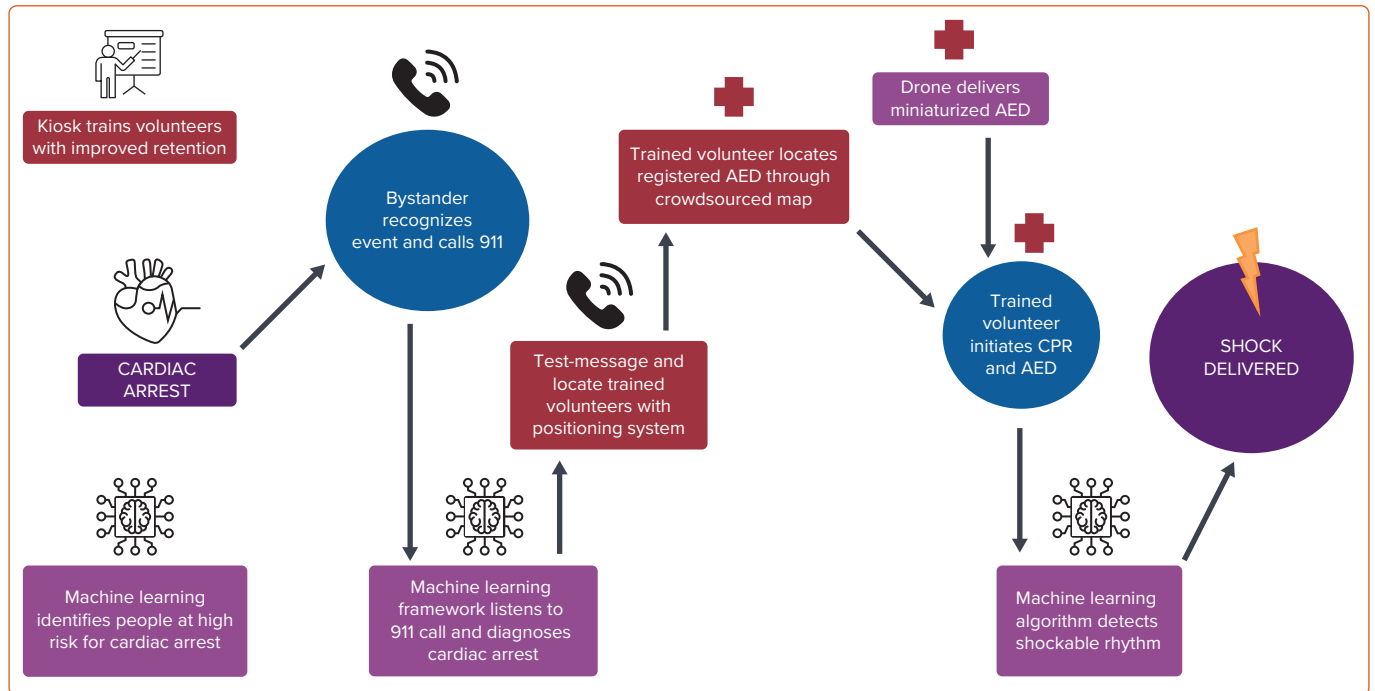 Kiosk trains volunteers
with improved retention
CARDIAC
ARREST
Machine learning
identifies people at high
risk for cardiac arrest
Bystander
recognizes
event and calls 911
Machine learning
framework listens to
911 call and diagnoses
cardiac arrest
Test-message and
locate trained
volunteers with
positioning system
Trained volunteer locates
registered AED through
crowdsourced map
Drone delivers
miniaturized AED
Trained
volunteer
initiates CPR
and AED
Machine learning
algorithm detects
shockable rhythm
SHOCK
DELIVERED